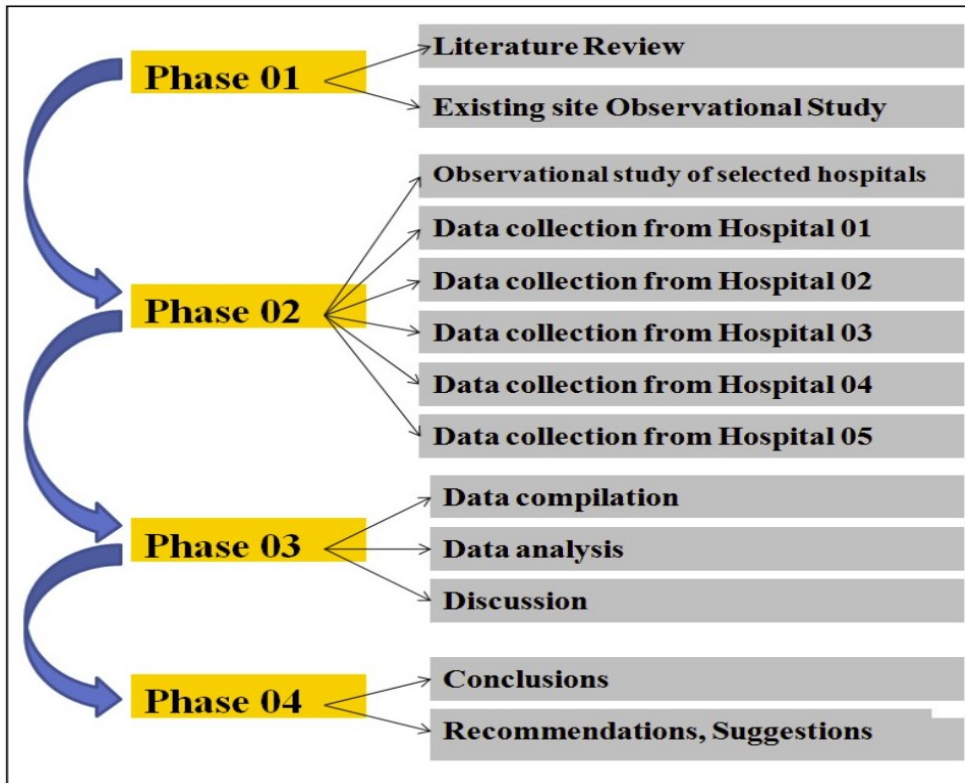 Phase 01
Literature Review
Existing site Observational Study
Phase 02
Observational study of selected hospitals
Data collection from Hospital 01
Data collection from Hospital 02
Data collection from Hospital 03
Data collection from Hospital 04
Data collection from Hospital 05
Phase 03
Data compilation
Data analysis
Discussion
Phase 04
Conclusions
Recommendations, Suggestions